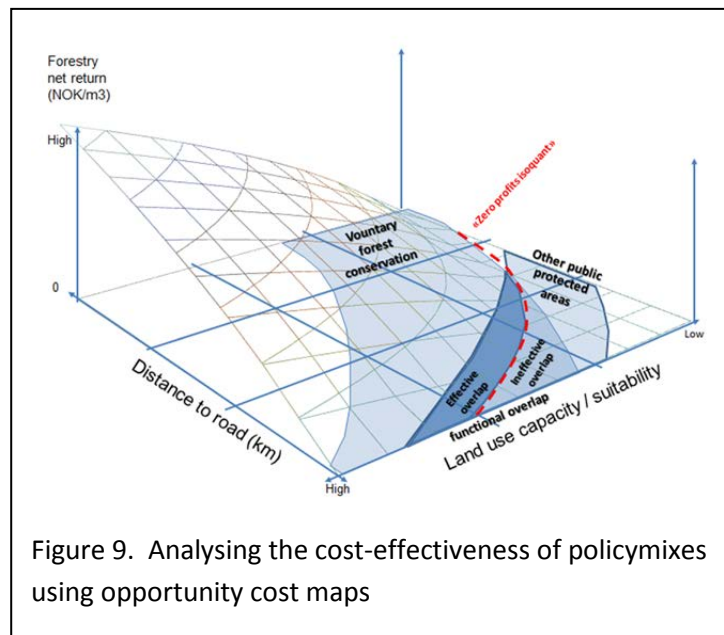 Forestry
net return
(NOK/m3)
High
0
«Zero profits isoquant»
Vountary
forest
conservation
Other public
protected
areas
Low
Effective
overlap
Ineffective
overlap
functional overlap
Distance to road (km)
Land use capacity / suitability
High
Figure 9. Analysing the cost-effectiveness of policymixes
using opportunity cost maps